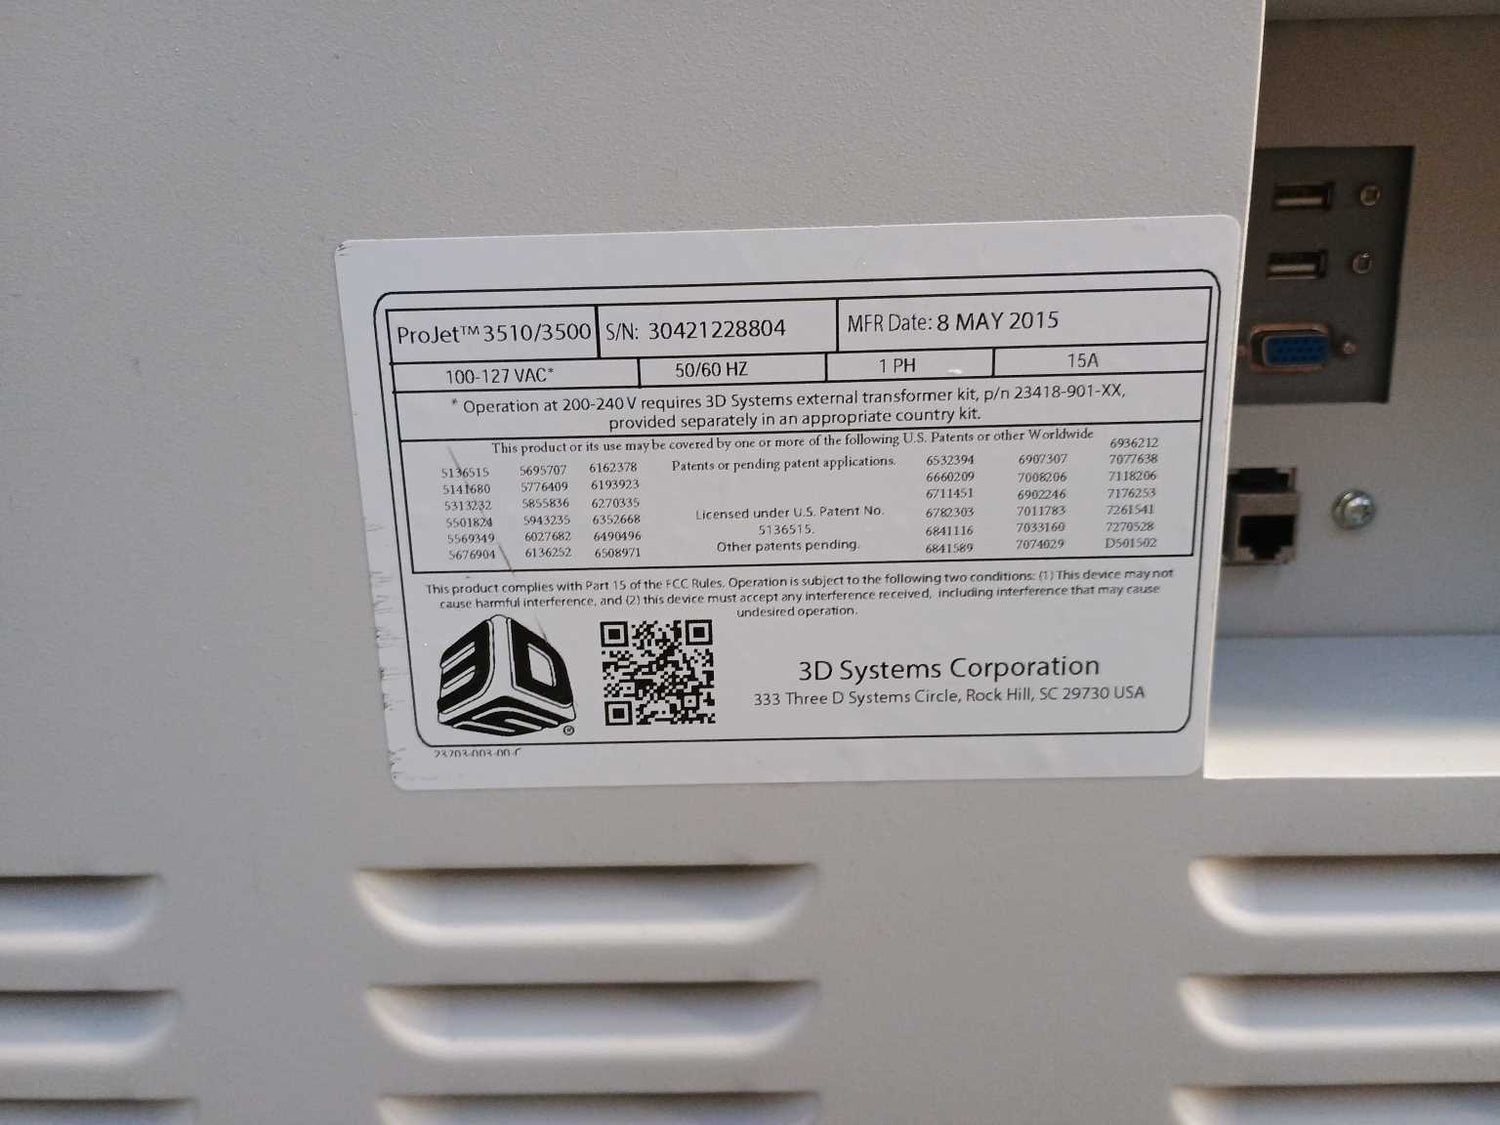 ProJet™ 3510/3500 S/N: 30421228804 MFR Date: 8 MAY 2015
100-127 VAC* 50/60 HZ 1 PH 15A
* Operation at 200-240 V requires 3D Systems external transformer kit, p/n 23418-901-XX,
provided separately in an appropriate country kit.
This product or its use may be covered by one or more of the following U.S. Patents or other Worldwide 6936212
5136515 5695707 6162378 Patents or pending patent applications. 6532394 6907307 7077638
5141680 5776409 6193923 6660209 7008206 7118206
5313232 5855836 6270335 6711451 6902246 7176253
5501824 5943235 6352668 Licensed under U.S. Patent No. 6782303 7011783 7261541
5569349 6027682 6490496 5136515. 6841116 7033160 7270528
5676904 6136252 6508971 Other patents pending. 6841589 7074029 D501502
This product complies with Part 15 of the FCC Rules. Operation is subject to the following two conditions: (1) This device may not
cause harmful interference, and (2) this device must accept any interference received, including interference that may cause
undesired operation.
3DS ®
3D Systems Corporation
333 Three D Systems Circle, Rock Hill, SC 29730 USA
23703-003-00-C